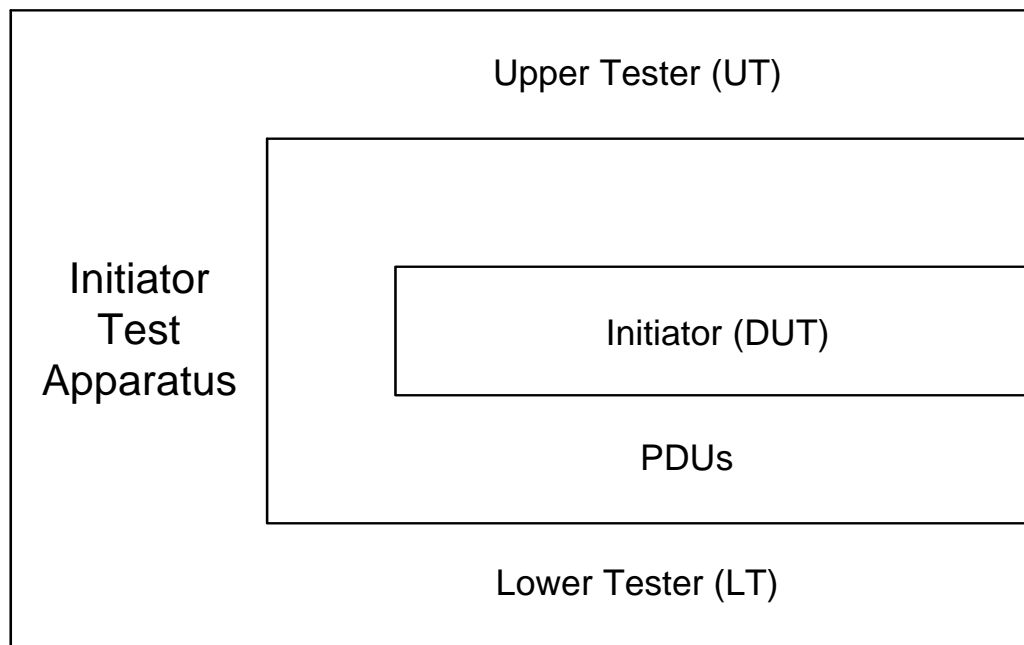 Upper Tester (UT)
Initiator
Test
Apparatus
Initiator (DUT)
PDUs
Lower Tester (LT)